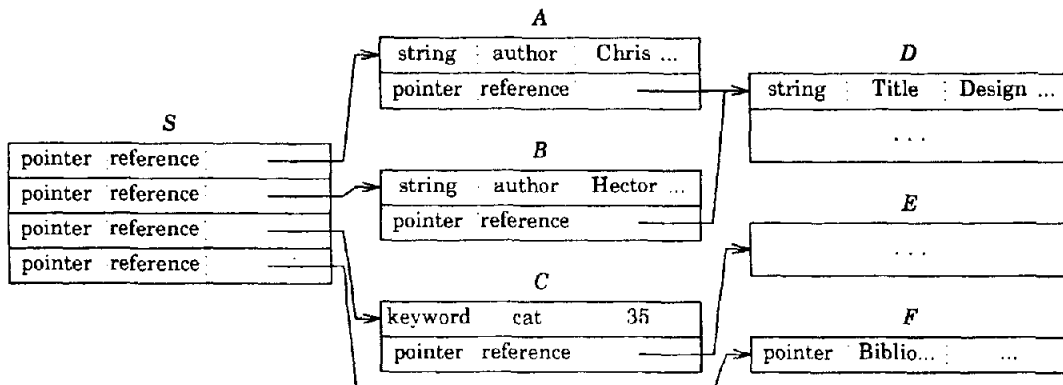 A
string author Chris ...
pointer reference
D
string Title Design ...
. . .
S
pointer reference
pointer reference
pointer reference
pointer reference
B
string author Hector ...
pointer reference
E
. . .
C
keyword cat 35
pointer reference
F
pointer Biblio... ...